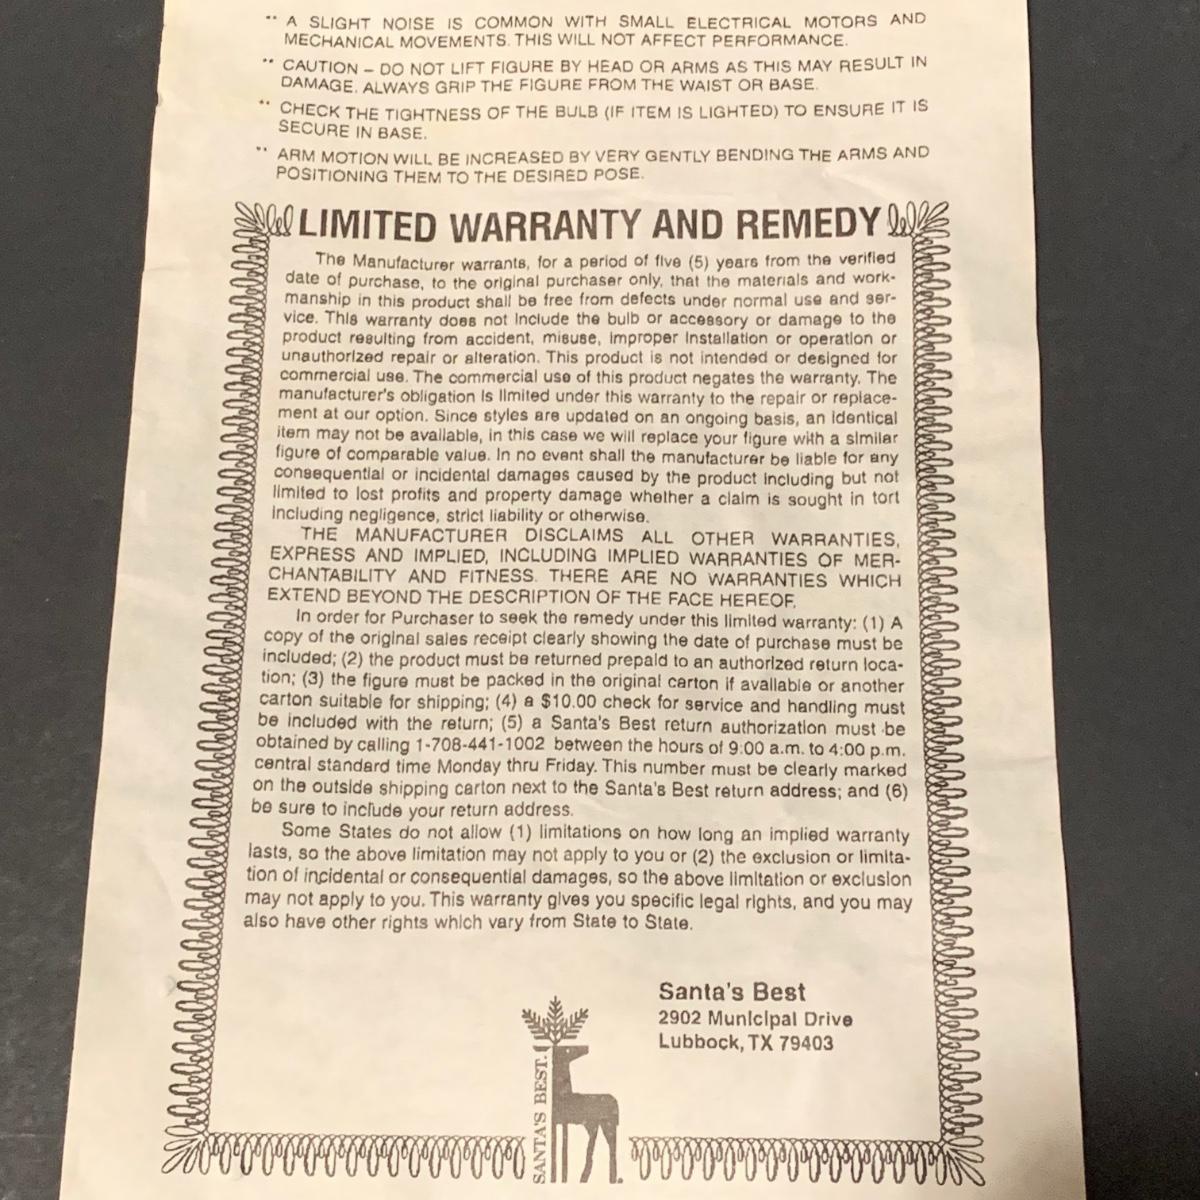 " A SLIGHT NOISE IS COMMON WITH SMALL ELECTRICAL MOTORS AND
MECHANICAL MOVEMENTS. THIS WILL NOT AFFECT PERFORMANCE.
" CAUTION – DO NOT LIFT FIGURE BY HEAD OR ARMS AS THIS MAY RESULT IN
DAMAGE. ALWAYS GRIP THE FIGURE FROM THE WAIST OR BASE.
" CHECK THE TIGHTNESS OF THE BULB (IF ITEM IS LIGHTED) TO ENSURE IT IS
SECURE IN BASE.
" ARM MOTION WILL BE INCREASED BY VERY GENTLY BENDING THE ARMS AND
POSITIONING THEM TO THE DESIRED POSE.
LIMITED WARRANTY AND REMEDY
The Manufacturer warrants, for a period of five (5) years from the verified
date of purchase, to the original purchaser only, that the materials and work-
manship in this product shall be free from defects under normal use and ser-
vice. This warranty does not include the bulb or accessory or damage to the
product resulting from accident, misuse, improper installation or operation or
unauthorized repair or alteration. This product is not intended or designed for
commercial use. The commercial use of this product negates the warranty. The
manufacturer's obligation is limited under this warranty to the repair or replace-
ment at our option. Since styles are updated on an ongoing basis, an identical
item may not be available, in this case we will replace your figure with a similar
figure of comparable value. In no event shall the manufacturer be liable for any
consequential or incidental damages caused by the product including but not
limited to lost profits and property damage whether a claim is sought in tort
including negligence, strict liability or otherwise.
THE MANUFACTURER DISCLAIMS ALL OTHER WARRANTIES,
EXPRESS AND IMPLIED, INCLUDING IMPLIED WARRANTIES OF MER-
CHANTABILITY AND FITNESS. THERE ARE NO WARRANTIES WHICH
EXTEND BEYOND THE DESCRIPTION OF THE FACE HEREOF.
In order for Purchaser to seek the remedy under this limited warranty: (1) A
copy of the original sales receipt clearly showing the date of purchase must be
included; (2) the product must be returned prepaid to an authorized return loca-
tion; (3) the figure must be packed in the original carton if available or another
carton suitable for shipping; (4) a $10.00 check for service and handling must
be included with the return; (5) a Santa's Best return authorization must be
obtained by calling 1-708-441-1002 between the hours of 9:00 a.m. to 4:00 p.m.
central standard time Monday thru Friday. This number must be clearly marked
on the outside shipping carton next to the Santa's Best return address; and (6)
be sure to include your return address.
Some States do not allow (1) limitations on how long an implied warranty
lasts, so the above limitation may not apply to you or (2) the exclusion or limita-
tion of incidental or consequential damages, so the above limitation or exclusion
may not apply to you. This warranty gives you specific legal rights, and you may
also have other rights which vary from State to State.
Santa's Best
2902 Municipal Drive
Lubbock, TX 79403
SANTA'S BEST.